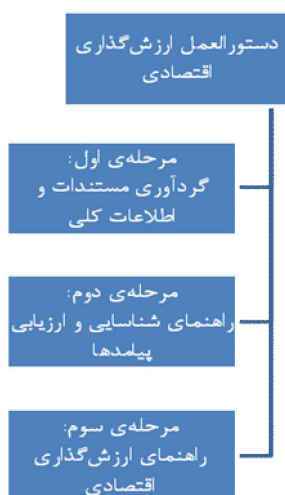 دستورالعمل ارزش‌گذاری
اقتصادی
مرحله‌ی اول:
گردآوری مستندات و
اطلاعات کلی
مرحله‌ی دوم:
راهنمای شناسایی و ارزیابی
پیامدها
مرحله‌ی سوم:
راهنمای ارزش‌گذاری
اقتصادی